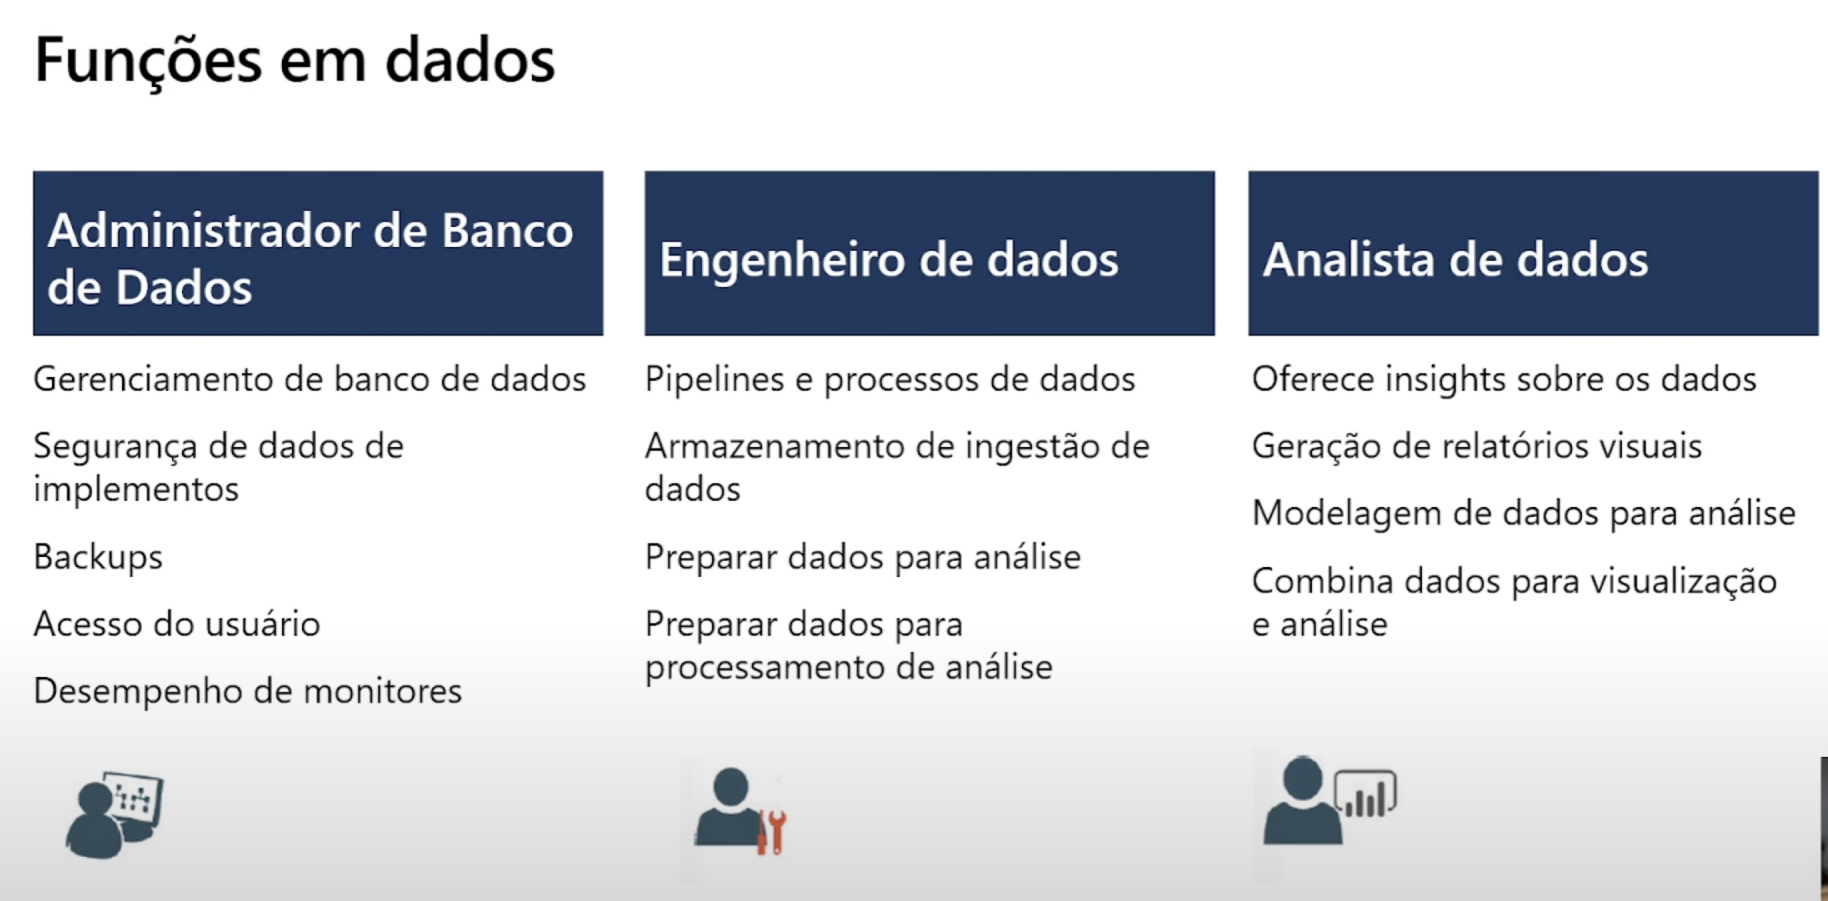 Funções em dados
Administrador de Banco
de Dados
Gerenciamento de banco de dados
Segurança de dados de
implementos
Backups
Acesso do usuário
Desempenho de monitores
Engenheiro de dados
Pipelines e processos de dados
Armazenamento de ingestão de
dados
Preparar dados para análise
Preparar dados para
processamento de análise
Analista de dados
Oferece insights sobre os dados
Geração de relatórios visuais
Modelagem de dados para análise
Combina dados para visualização
e análise